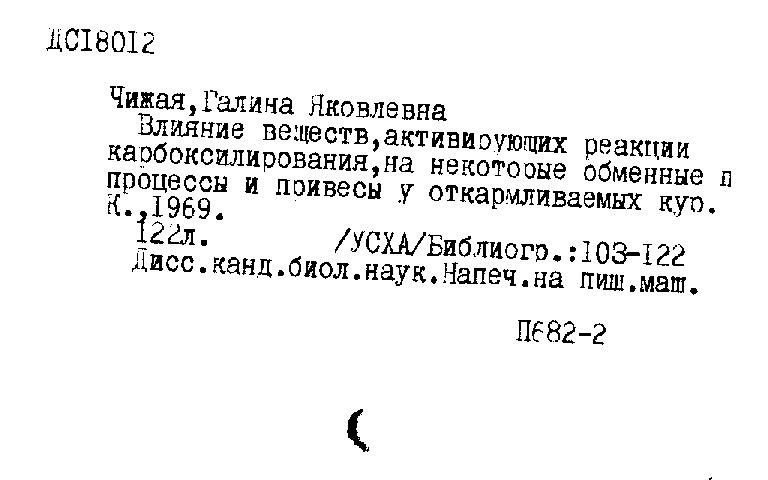 ДС18012
Чижая,Галина Яковлевна
Влияние веществ,активирующих реакции
карбоксилирования,на некоторые обменные п
процессы и привесы у откармливаемых кур.
К.,1969.
122л. /УСХА/Библиогр.:103-122
Дисс.канд.биол.наук.Напеч.на пиш.маш.
П682-2